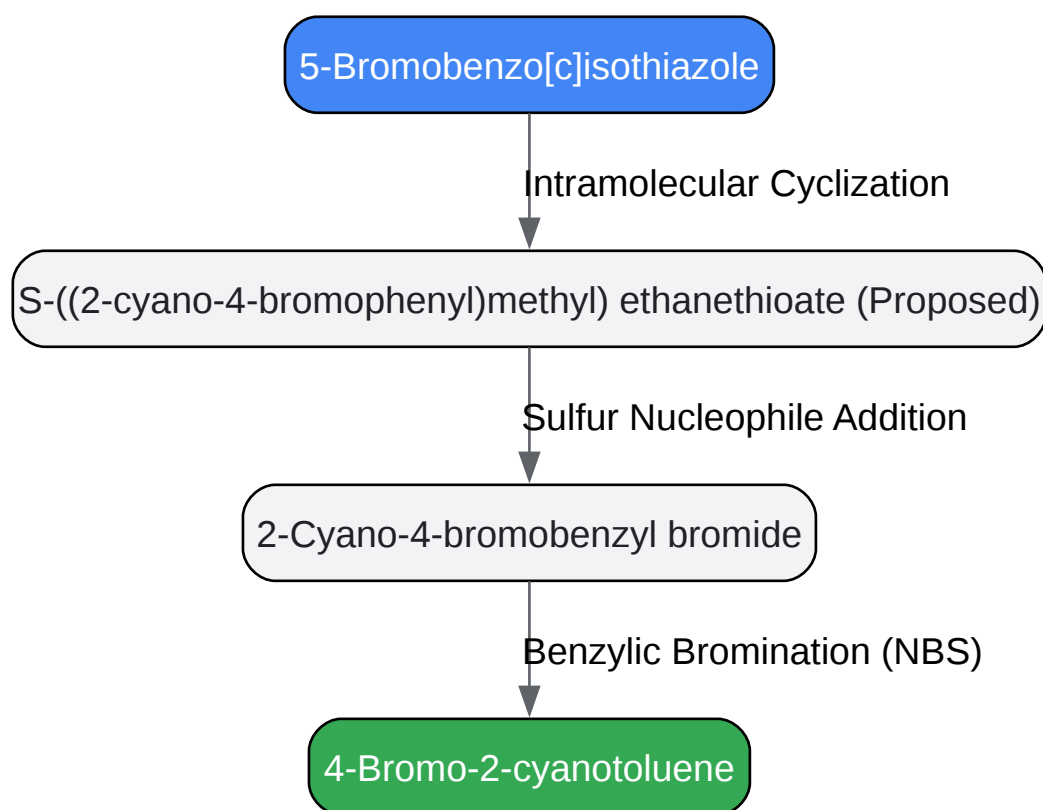 5-Bromobenzo[c]isothiazole
Intramolecular Cyclization
S-((2-cyano-4-bromophenyl)methyl) ethanethioate (Proposed)
Sulfur Nucleophile Addition
2-Cyano-4-bromobenzyl bromide
Benzylic Bromination (NBS)
4-Bromo-2-cyanotoluene